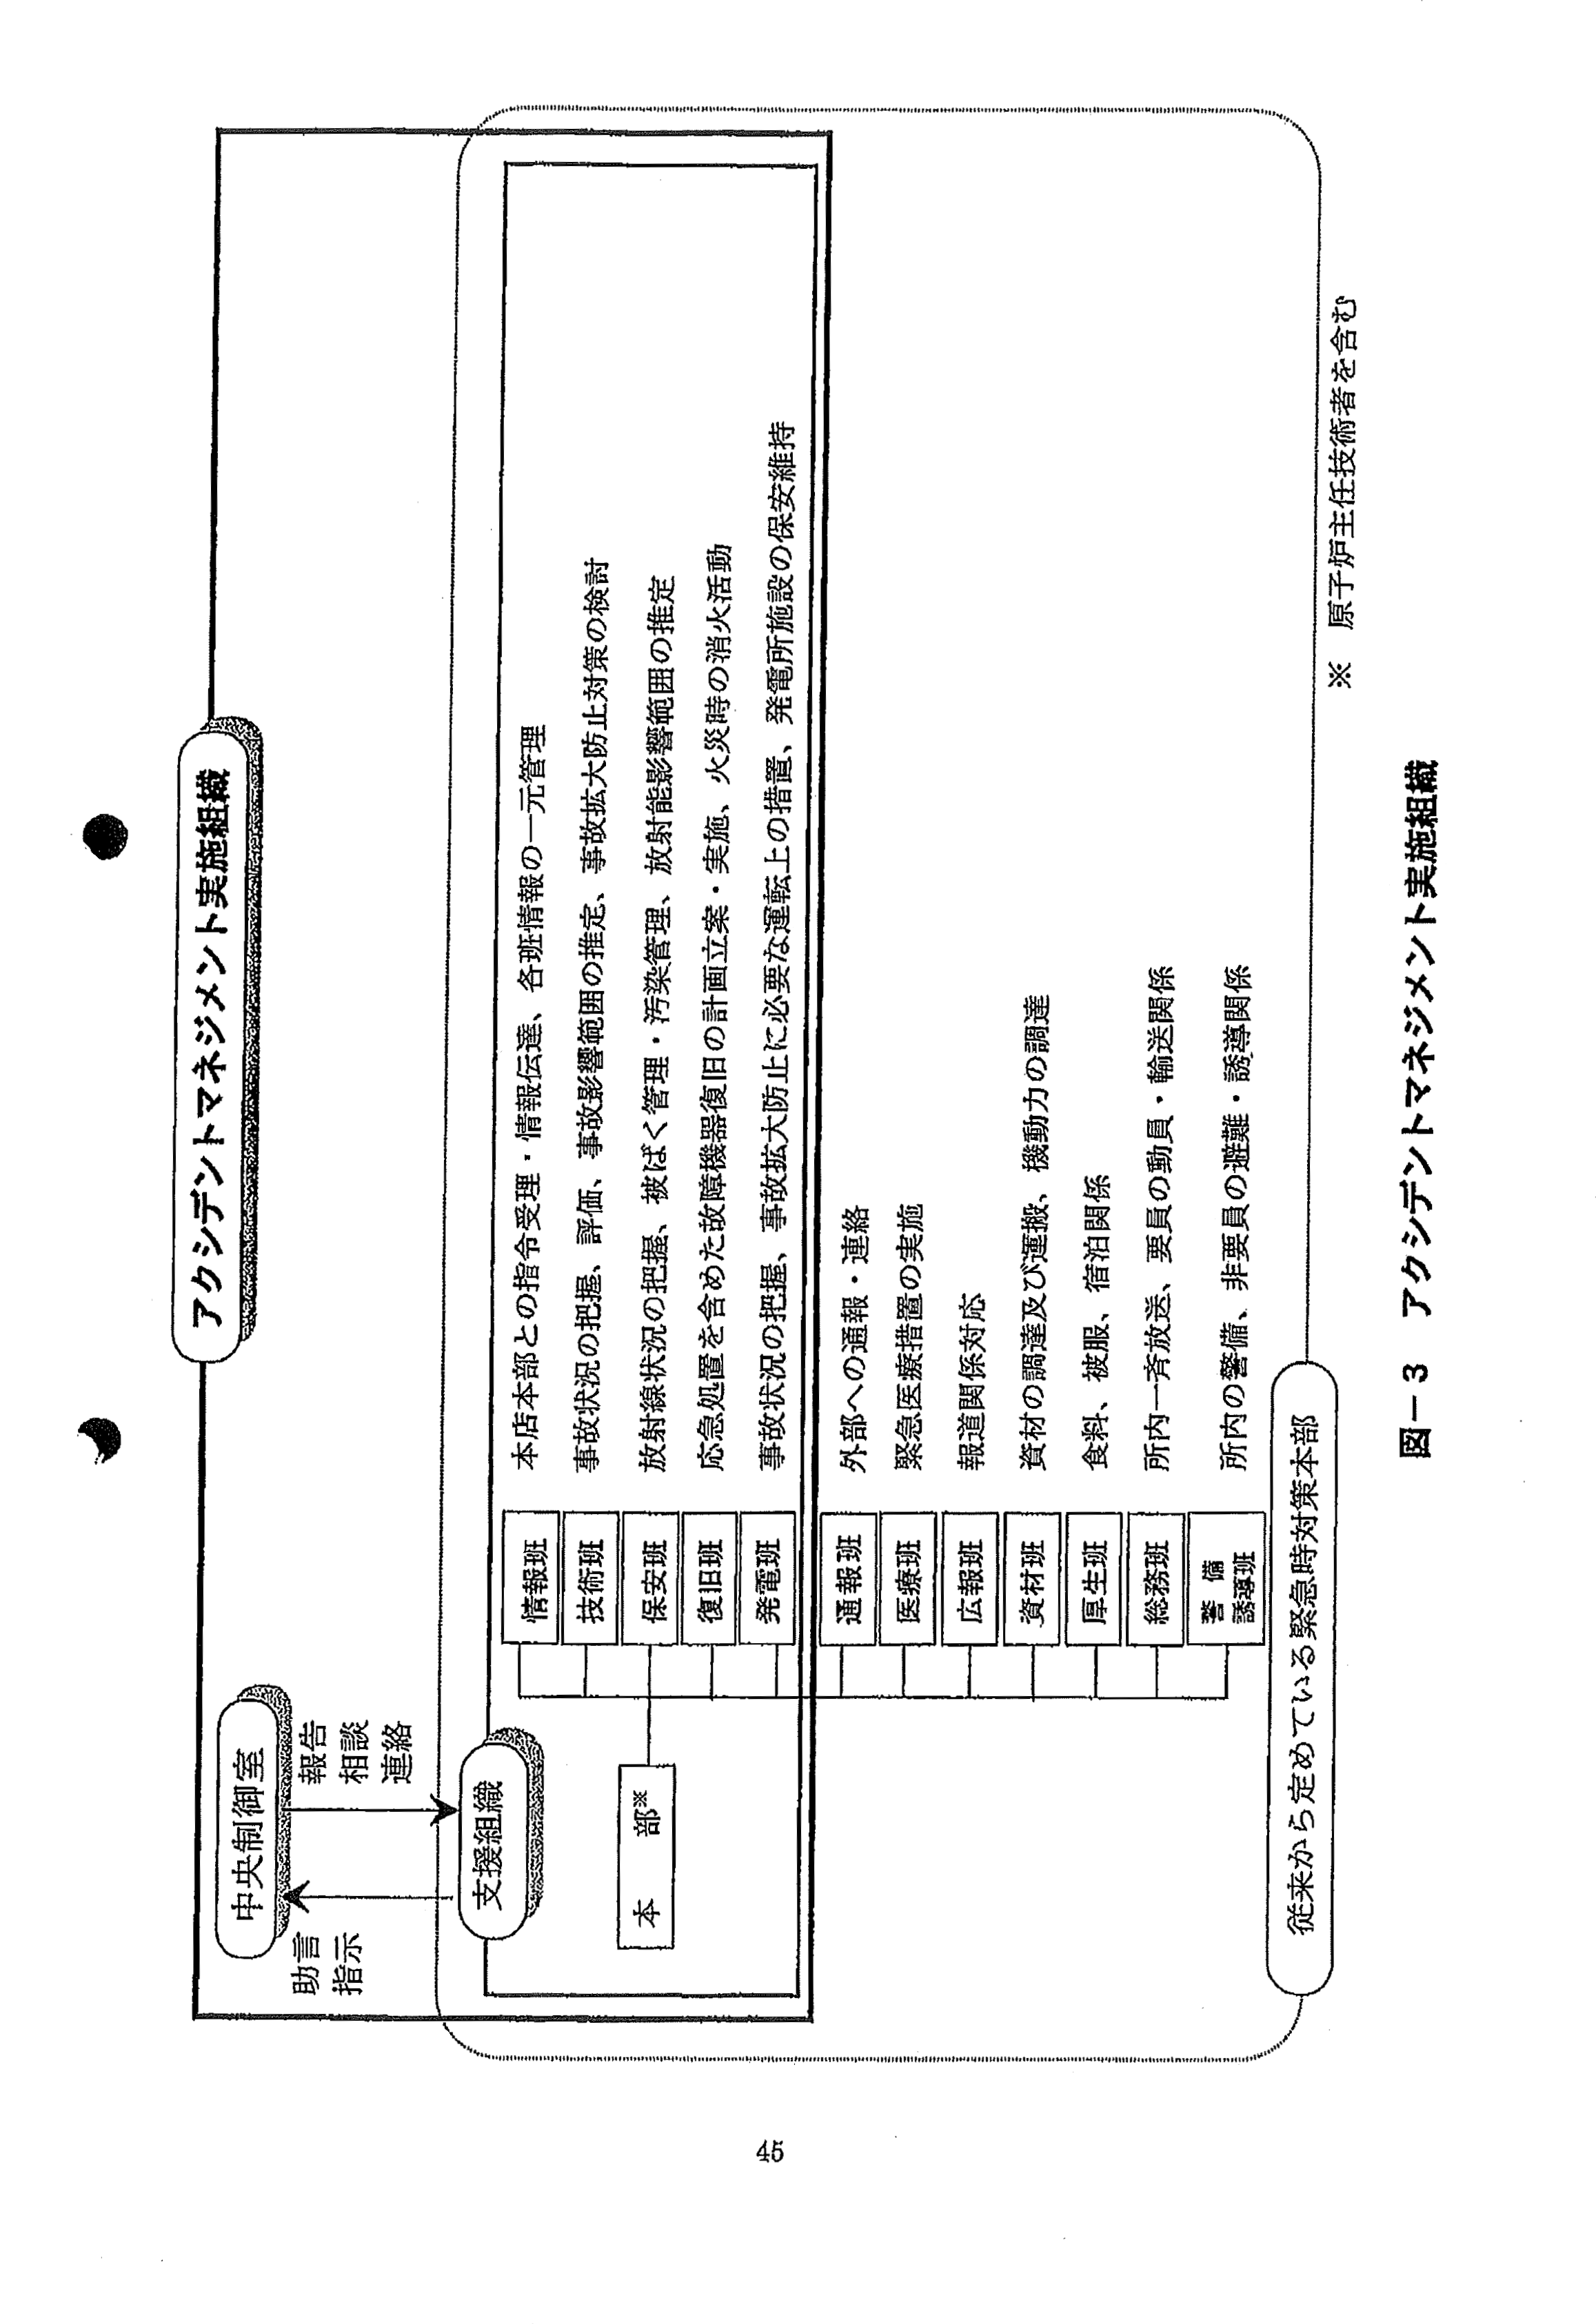 アクシデントマネジメント実施組織
中央制御室
助言
指示
報告
相談
連絡
支援組織
本　部※
情報班　本店本部との指令受理・情報伝達、各班情報の一元管理
技術班　事故状況の把握、評価、事故影響範囲の推定、事故拡大防止対策の検討
保安班　放射線状況の把握、被ばく管理・汚染管理、放射能影響範囲の推定
復旧班　応急処置を含めた故障機器復旧の計画立案・実施、火災時の消火活動
発電班　事故状況の把握、事故拡大防止に必要な運転上の措置、発電所施設の保安維持
通報班　外部への通報・連絡
医療班　緊急医療措置の実施
広報班　報道関係対応
資材班　資材の調達及び運搬、機動力の調達
厚生班　食料、被服、宿泊関係
総務班　所内一斉放送、要員の動員・輸送関係
警備
誘導班　所内の警備、非要員の避難・誘導関係
従来から定めている緊急時対策本部
※　原子炉主任技術者を含む
図－3　アクシデントマネジメント実施組織
45